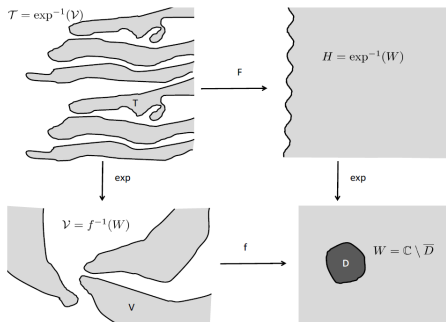 𝒯 = exp⁻¹(𝒱)
F
H = exp⁻¹(W)
T
exp
exp
𝒱 = f⁻¹(W)
f
W = ℂ \ D̅
D
V